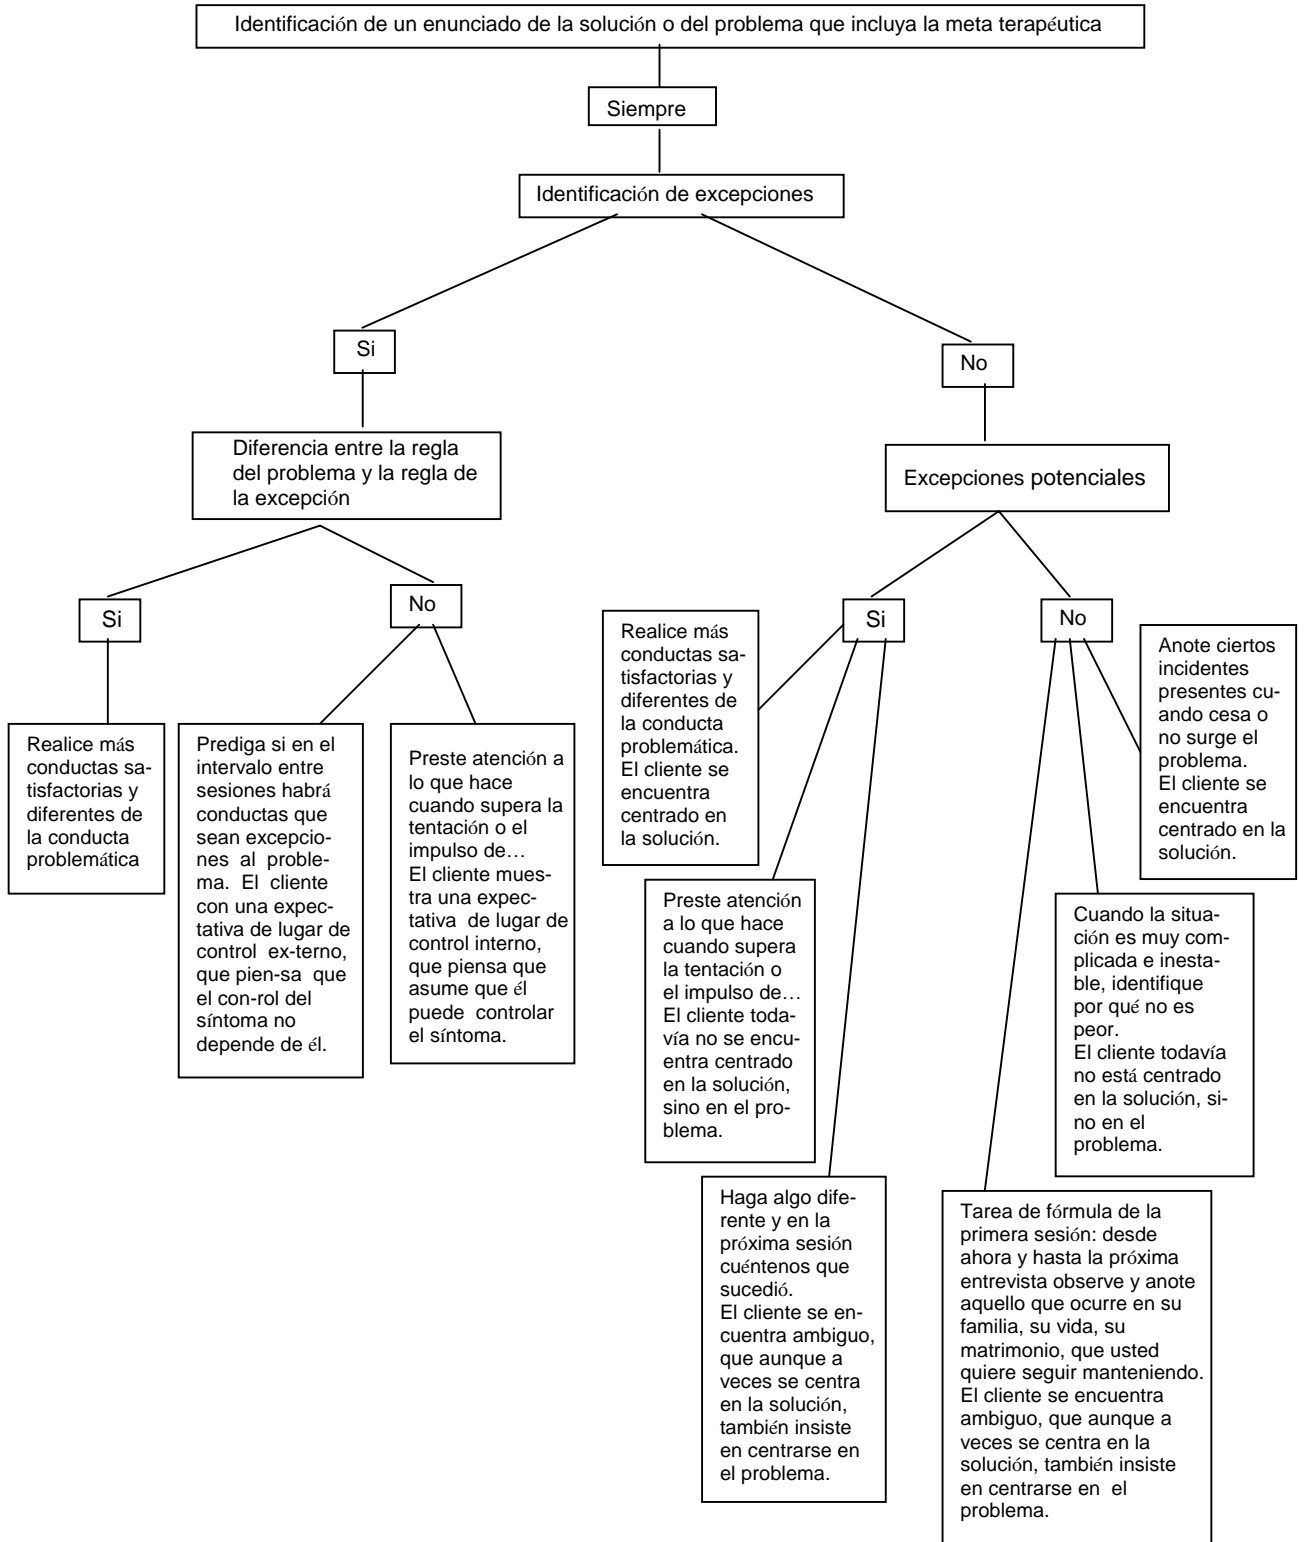 Identificación de un enunciado de la solución o del problema que incluya la meta terapéutica
Siempre
Identificación de excepciones
Si
No
Diferencia entre la regla
del problema y la regla de
la excepción
Excepciones potenciales
Si
No
Si
No
Realice más
conductas sa-
tisfactorias y
diferentes de
la conducta
problemática
Prediga si en el
intervalo entre
sesiones habrá
conductas que
sean excepcio-
nes al proble-
ma. El cliente
con una expec-
tativa de lugar de
control ex-terno,
que pien-sa que
el con-rol del
síntoma no
depende de él.
Preste atención a
lo que hace
cuando supera la
tentación o el
impulso de…
El cliente mues-
tra una expec-
tativa de lugar de
control interno,
que piensa que
asume que él
puede controlar
el síntoma.
Realice más
conductas sa-
tisfactorias y
diferentes de
la conducta
problemática.
El cliente se
encuentra
centrado en
la solución.
Preste atención
a lo que hace
cuando supera
la tentación o
el impulso de…
El cliente toda-
vía no se encu-
entra centrado
en la solución,
sino en el pro-
blema.
Haga algo dife-
rente y en la
próxima sesión
cuéntenos que
sucedió.
El cliente se en-
cuentra ambiguo,
que aunque a
veces se centra
en la solución,
también insiste
en centrarse en
el problema.
Tarea de fórmula de la
primera sesión: desde
ahora y hasta la próxima
entrevista observe y anote
aquello que ocurre en su
familia, su vida, su
matrimonio, que usted
quiere seguir manteniendo.
El cliente se encuentra
ambiguo, que aunque a
veces se centra en la
solución, también insiste
en centrarse en el
problema.
Cuando la situa-
ción es muy com-
plicada e inesta-
ble, identifique
por qué no es
peor.
El cliente todavía
no está centrado
en la solución, si-
no en el
problema.
Anote ciertos
incidentes
presentes cu-
ando cesa o
no surge el
problema.
El cliente se
encuentra
centrado en la
solución.